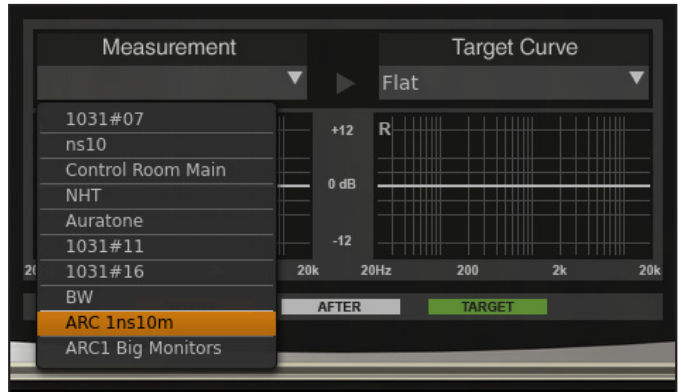 Measurement
Target Curve
Flat
1031#07
ns10
Control Room Main
NHT
Auratone
1031#11
1031#16
BW
ARC 1ns10m
ARC1 Big Monitors
+12
R
0 dB
-12
20k 20Hz 200 2k 20k
AFTER TARGET